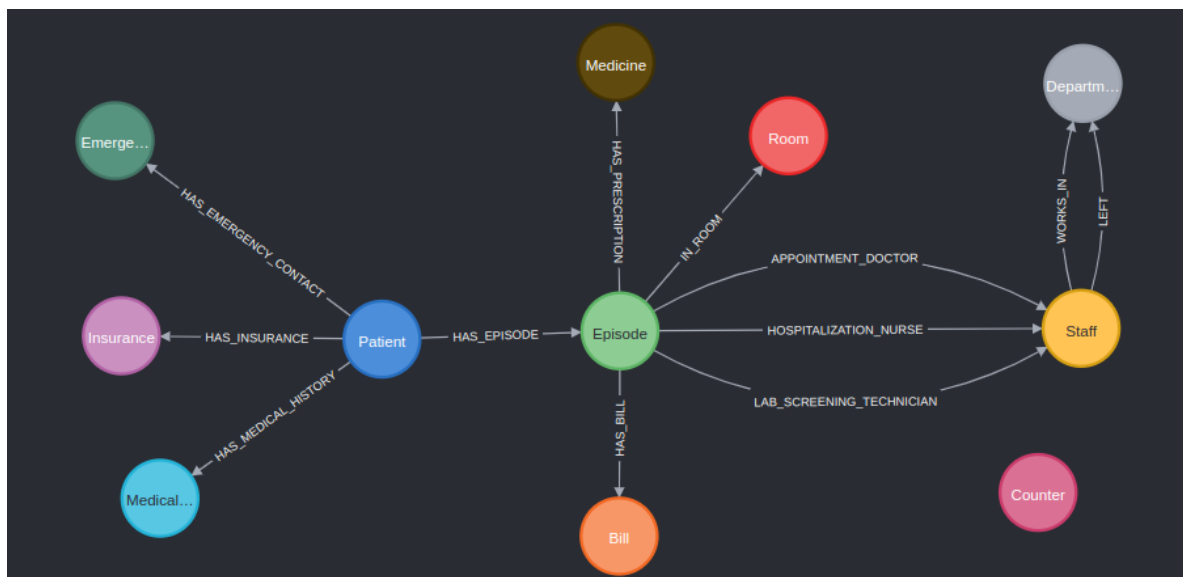 Medicine
Departm...
Emerge...
Room
HAS_PRESCRIPTION
WORKS_IN
LEFT
HAS_EMERGENCY_CONTACT
IN_ROOM
APPOINTMENT_DOCTOR
Insurance
HAS_INSURANCE
Patient
HAS_EPISODE
Episode
HOSPITALIZATION_NURSE
Staff
HAS_MEDICAL_HISTORY
HAS_BILL
LAB_SCREENING_TECHNICIAN
Medical...
Counter
Bill